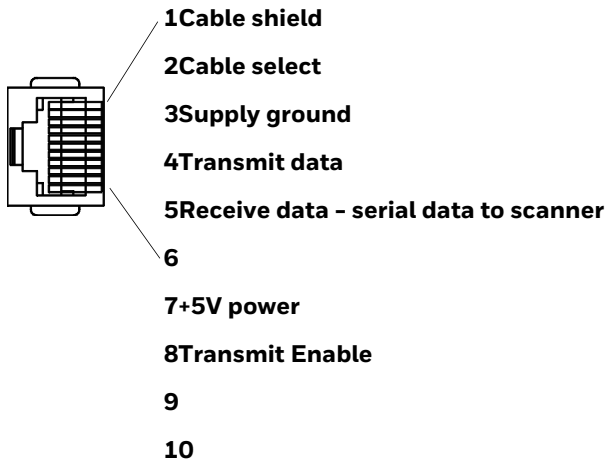 1Cable shield
2Cable select
3Supply ground
4Transmit data
5Receive data - serial data to scanner
6
7+5V power
8Transmit Enable
9
10